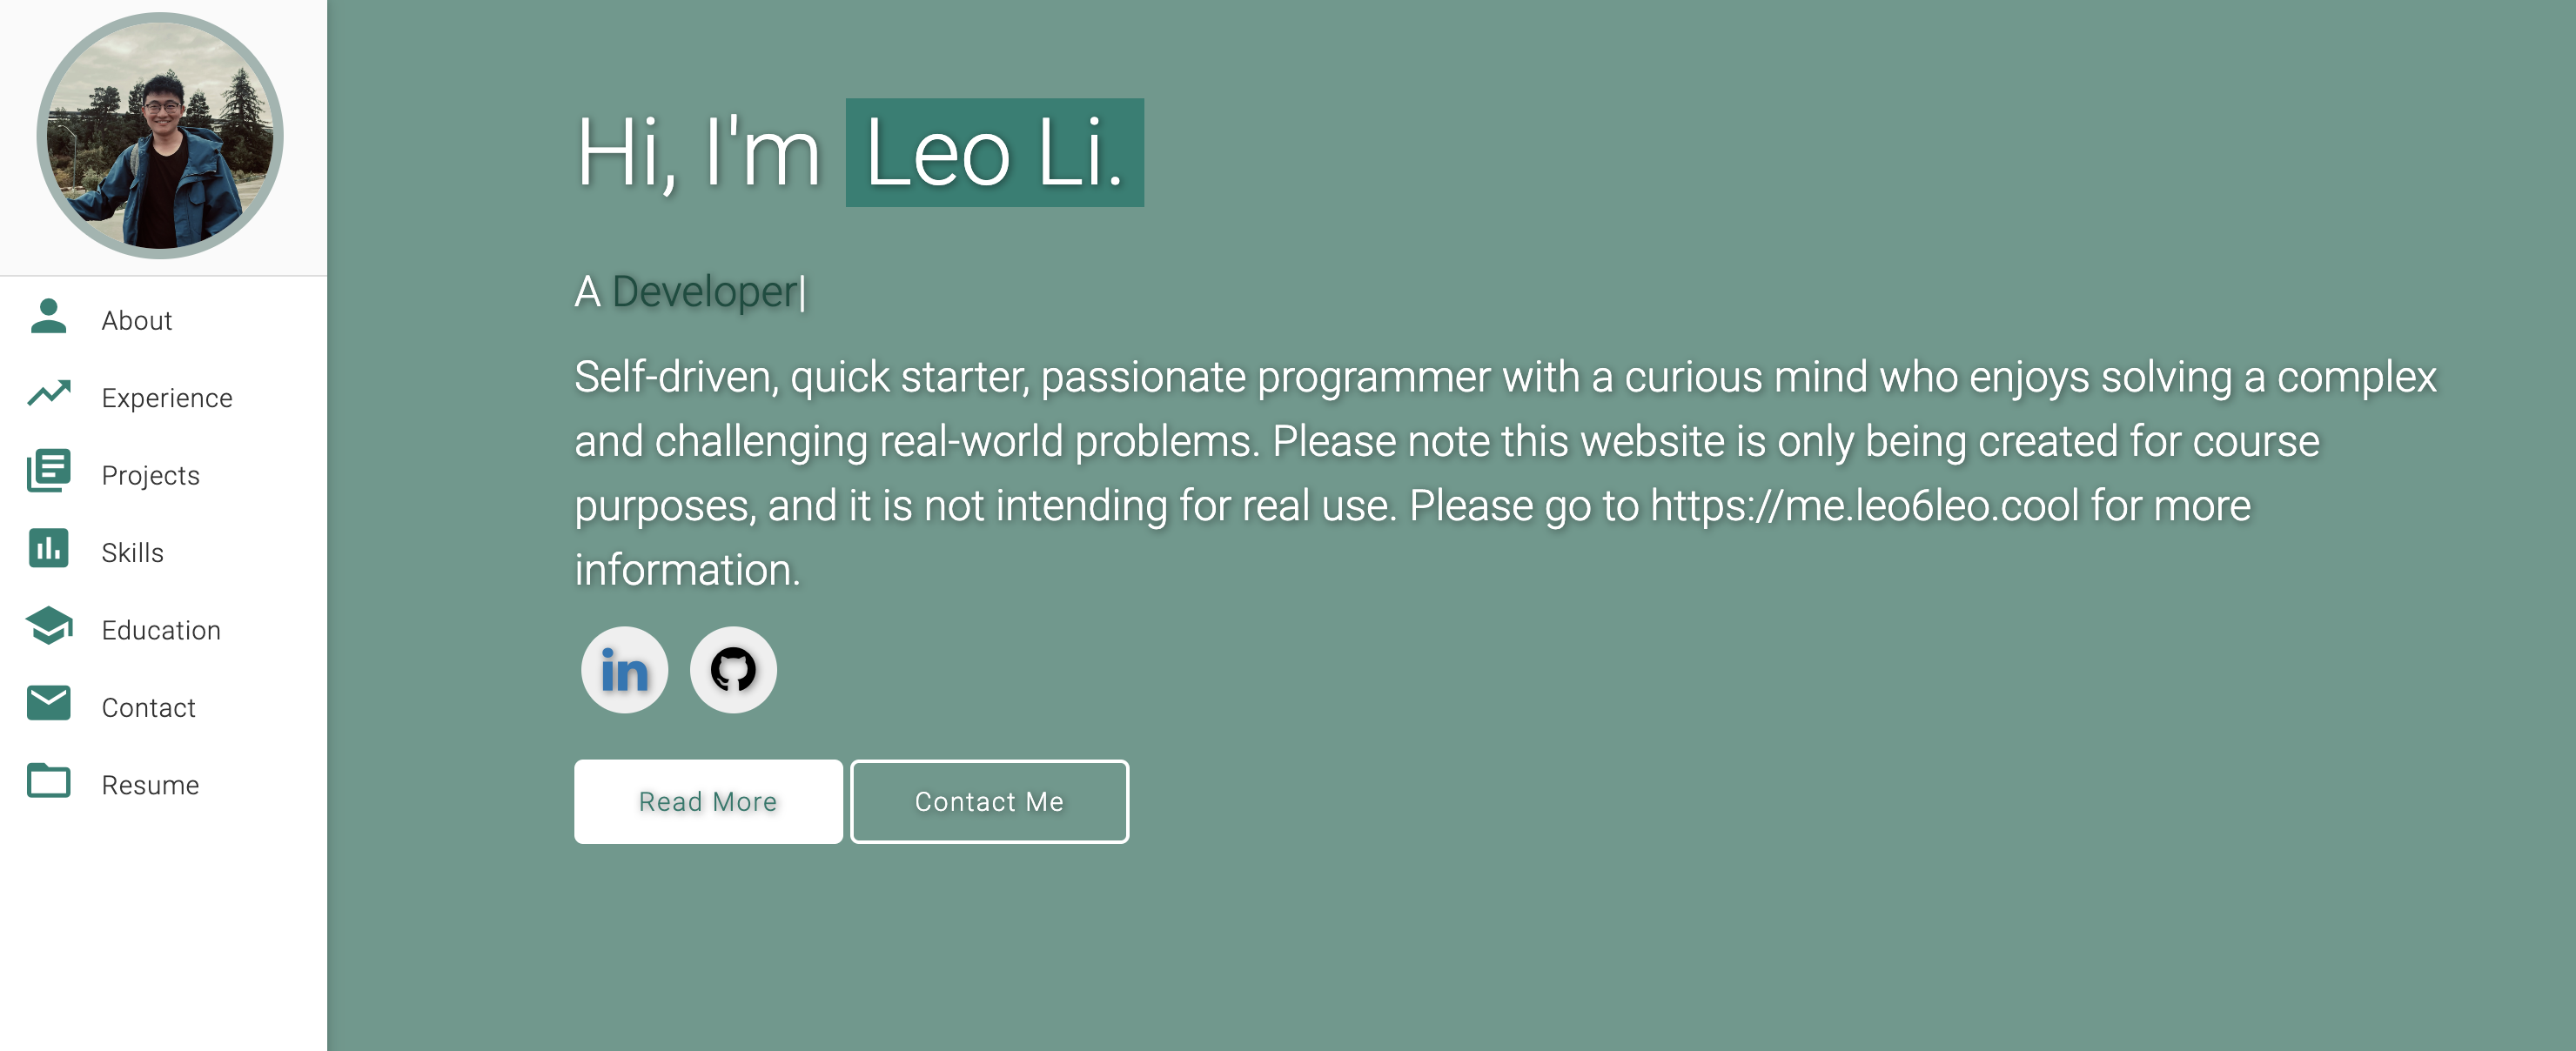 Hi, I'm Leo Li.
A Developer|
Self-driven, quick starter, passionate programmer with a curious mind who enjoys solving a complex
and challenging real-world problems. Please note this website is only being created for course
purposes, and it is not intending for real use. Please go to https://me.leo6leo.cool for more
information.
in
Read More
Contact Me
About
Experience
Projects
Skills
Education
Contact
Resume